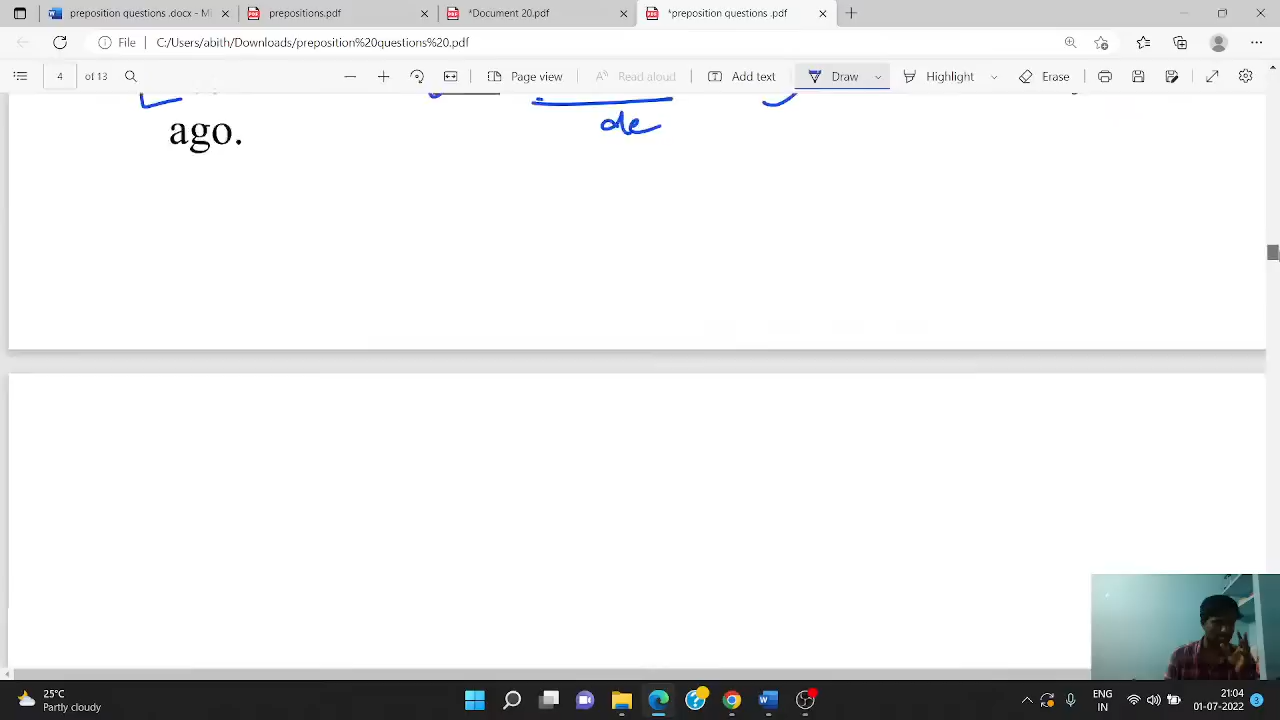 preposition questions .docx - Mi
prepositions.pdf
*Document 20.pdf
*preposition questions .pdf
File
C:/Users/abith/Downloads/preposition%20questions%20.pdf
4 of 13
Page view
Read aloud
Add text
Draw
Highlight
Erase
ago.
de
25°C
Partly cloudy
ENG
IN
21:04
01-07-2022
3